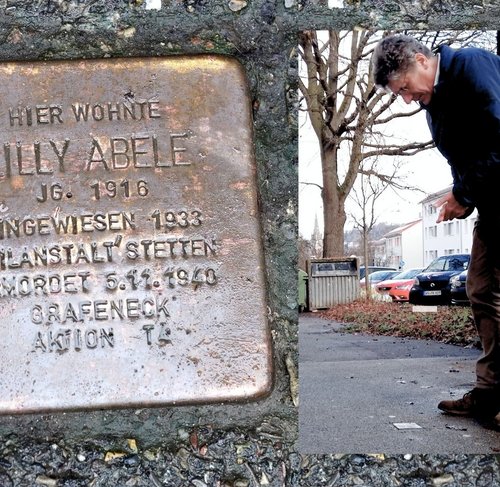 HIER WOHNTE
ILLY ABELE
JG. 1916
INGEWIESEN 1933
ILANSTALT STETTEN
MORDET 5.11.1940
GRAFENECK
AKTION T4